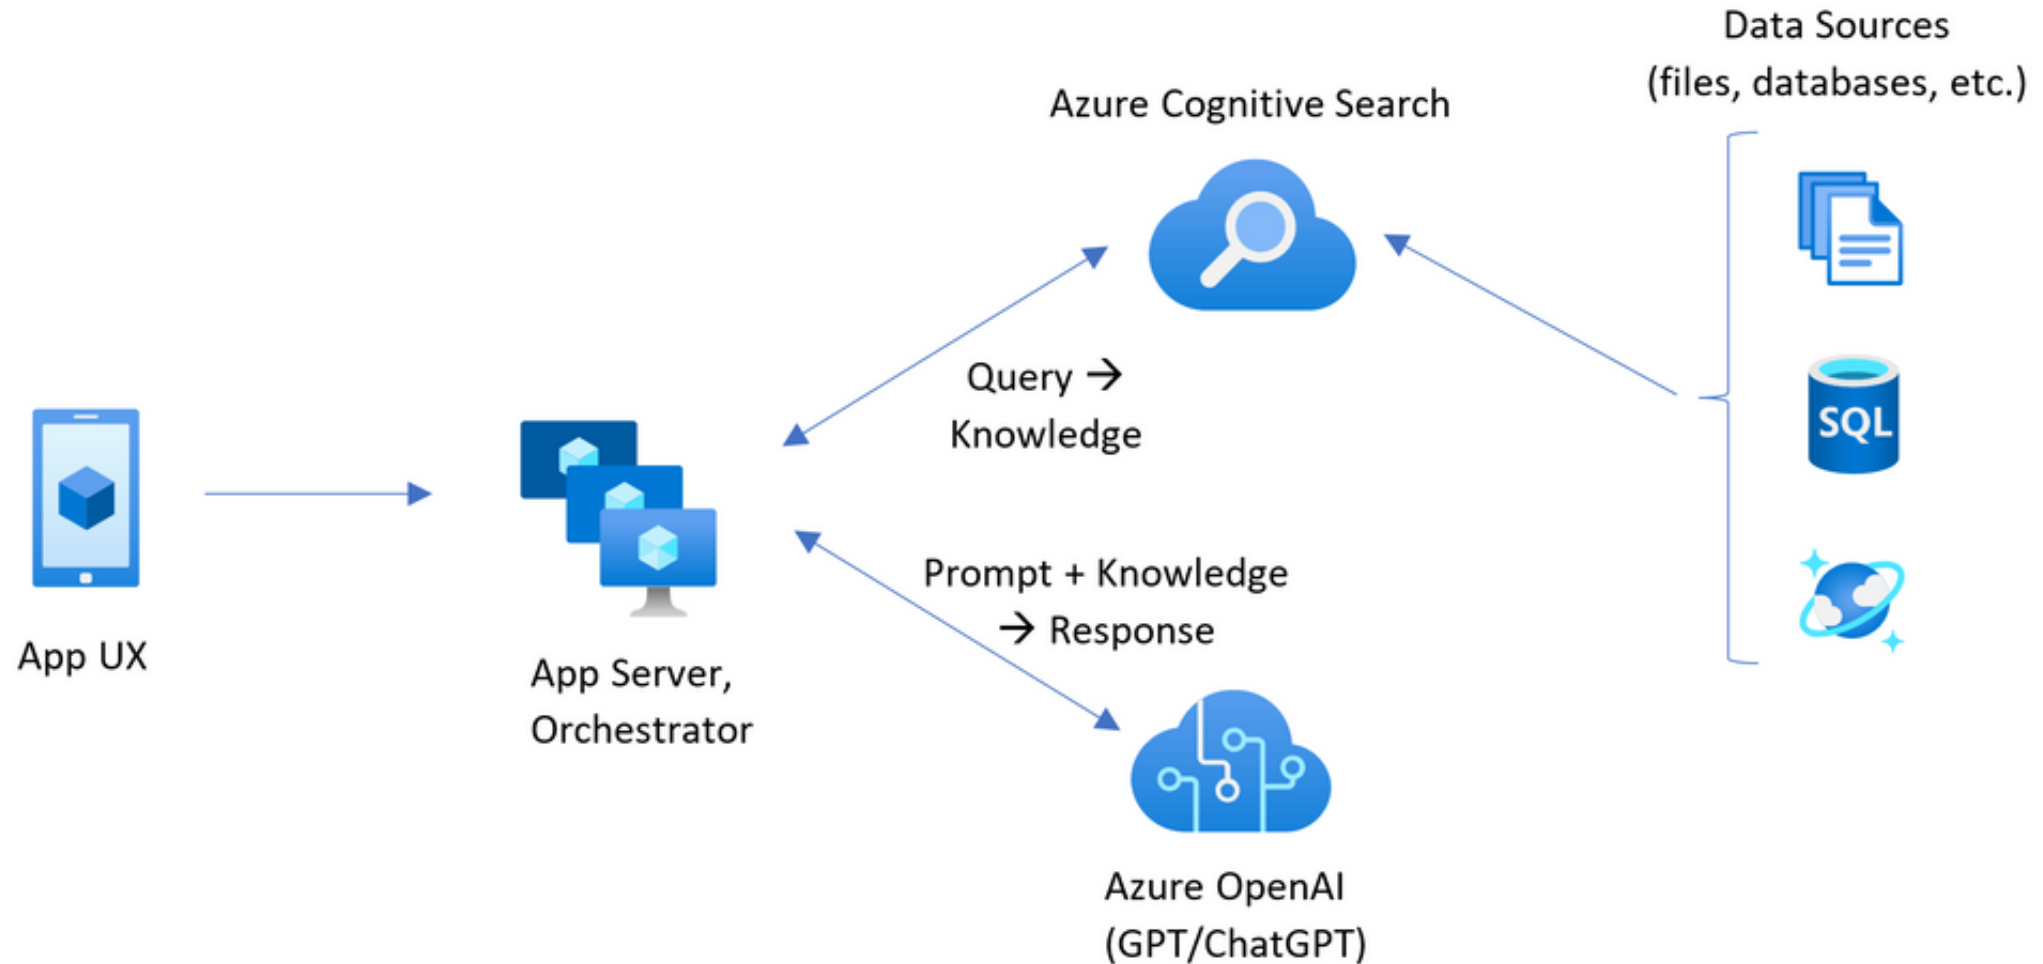 Data Sources
(files, databases, etc.)
Azure Cognitive Search
SQL
Query →
Knowledge
Prompt + Knowledge
→ Response
App UX
App Server,
Orchestrator
Azure OpenAI
(GPT/ChatGPT)